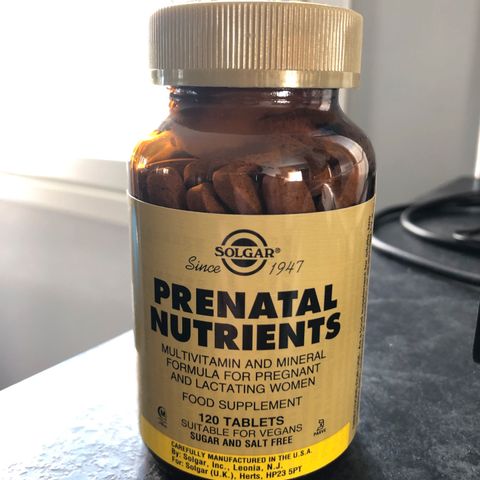 SOLGAR®
Since 1947
PRENATAL
NUTRIENTS
MULTIVITAMIN AND MINERAL
FORMULA FOR PREGNANT
AND LACTATING WOMEN
FOOD SUPPLEMENT
120 TABLETS
SUITABLE FOR VEGANS
SUGAR AND SALT FREE
CAREFULLY MANUFACTURED IN THE U.S.A.
By: Solgar, Inc., Leonia, N.J.
For: Solgar (U.K.), Herts, HP23 5PT